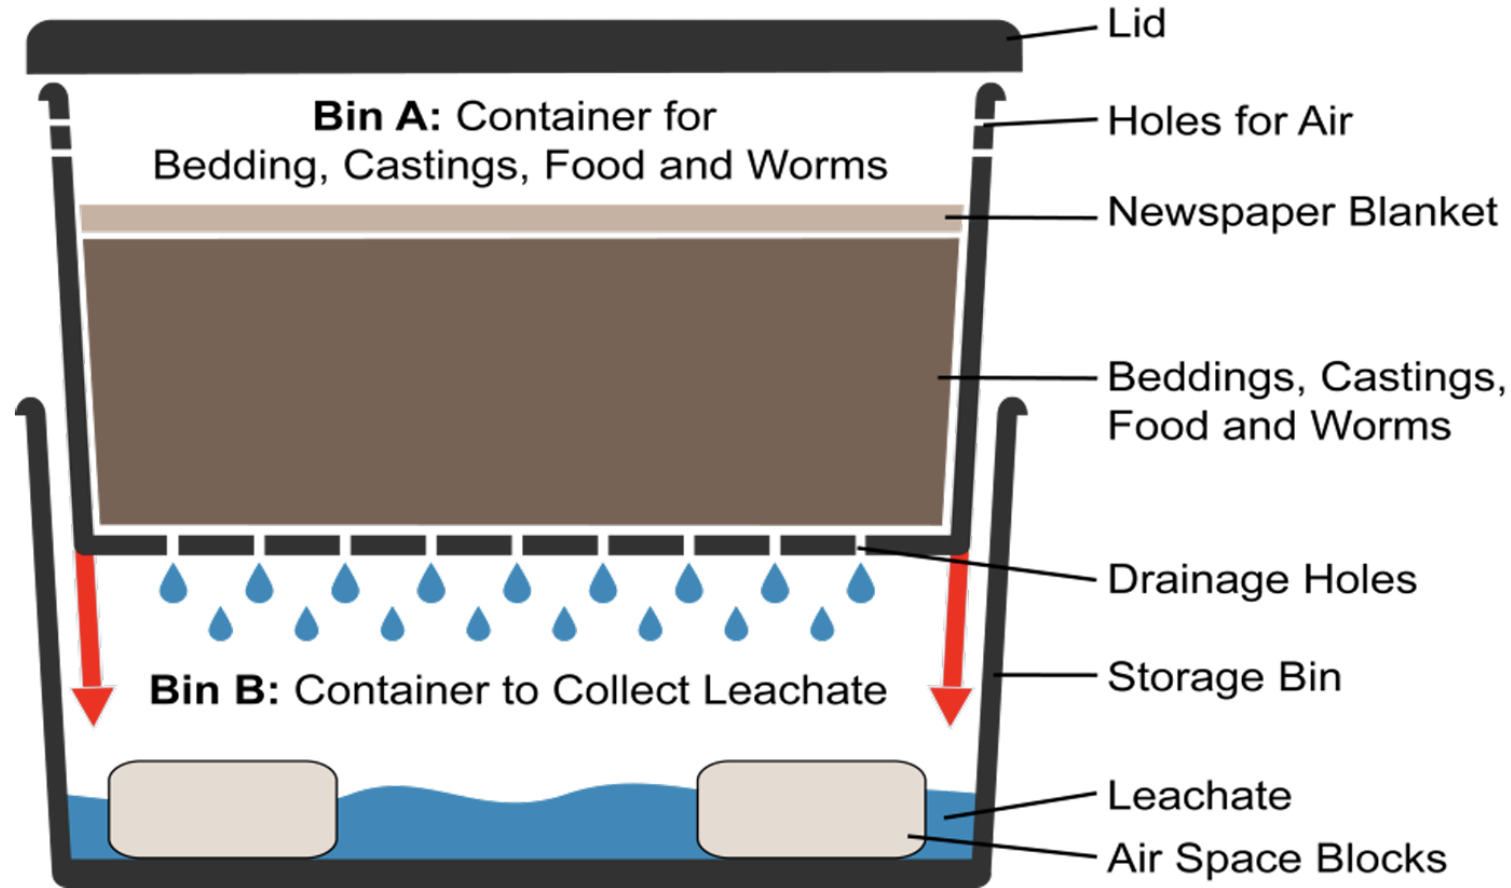 Lid
Bin A: Container for
Bedding, Castings, Food and Worms
Holes for Air
Newspaper Blanket
Beddings, Castings,
Food and Worms
Drainage Holes
Storage Bin
Bin B: Container to Collect Leachate
Leachate
Air Space Blocks